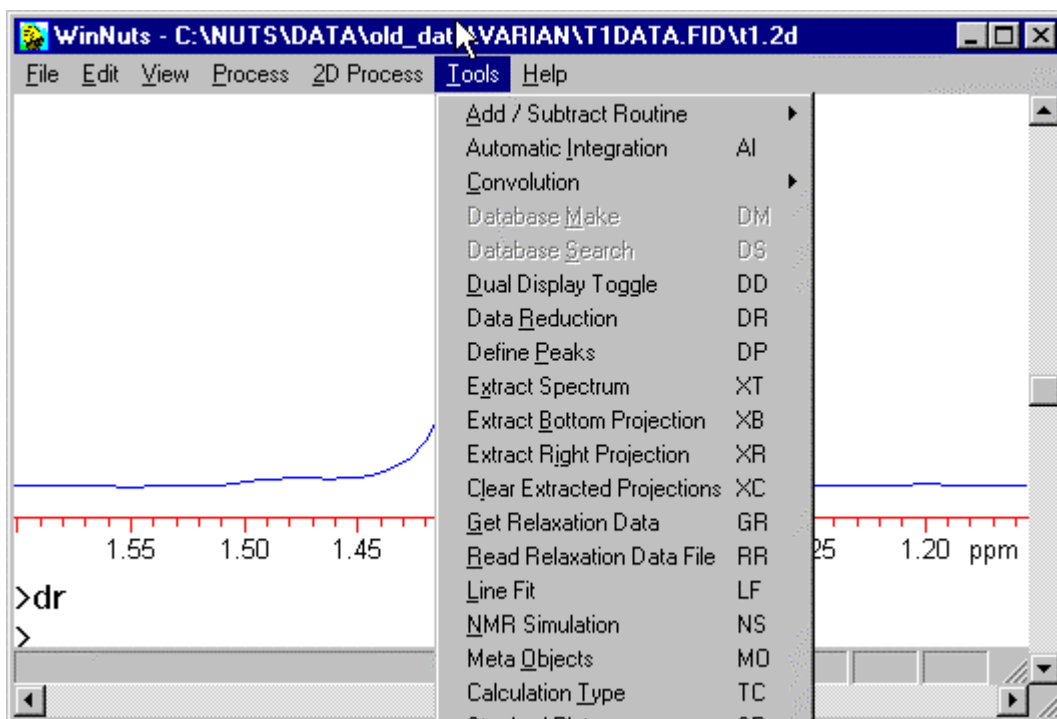 WinNuts - C:\NUTS\DATA\old_dat \VARIAN\T1DATA.FID\t1.2d
File Edit View Process 2D Process Tools Help
Add / Subtract Routine
Automatic Integration AI
Convolution
Database Make DM
Database Search DS
Dual Display Toggle DD
Data Reduction DR
Define Peaks DP
Extract Spectrum XT
Extract Bottom Projection XB
Extract Right Projection XR
Clear Extracted Projections XC
Get Relaxation Data GR
Read Relaxation Data File RR
Line Fit LF
NMR Simulation NS
Meta Objects MO
Calculation Type TC
1.55 1.50 1.45 25 1.20 ppm
>dr
>